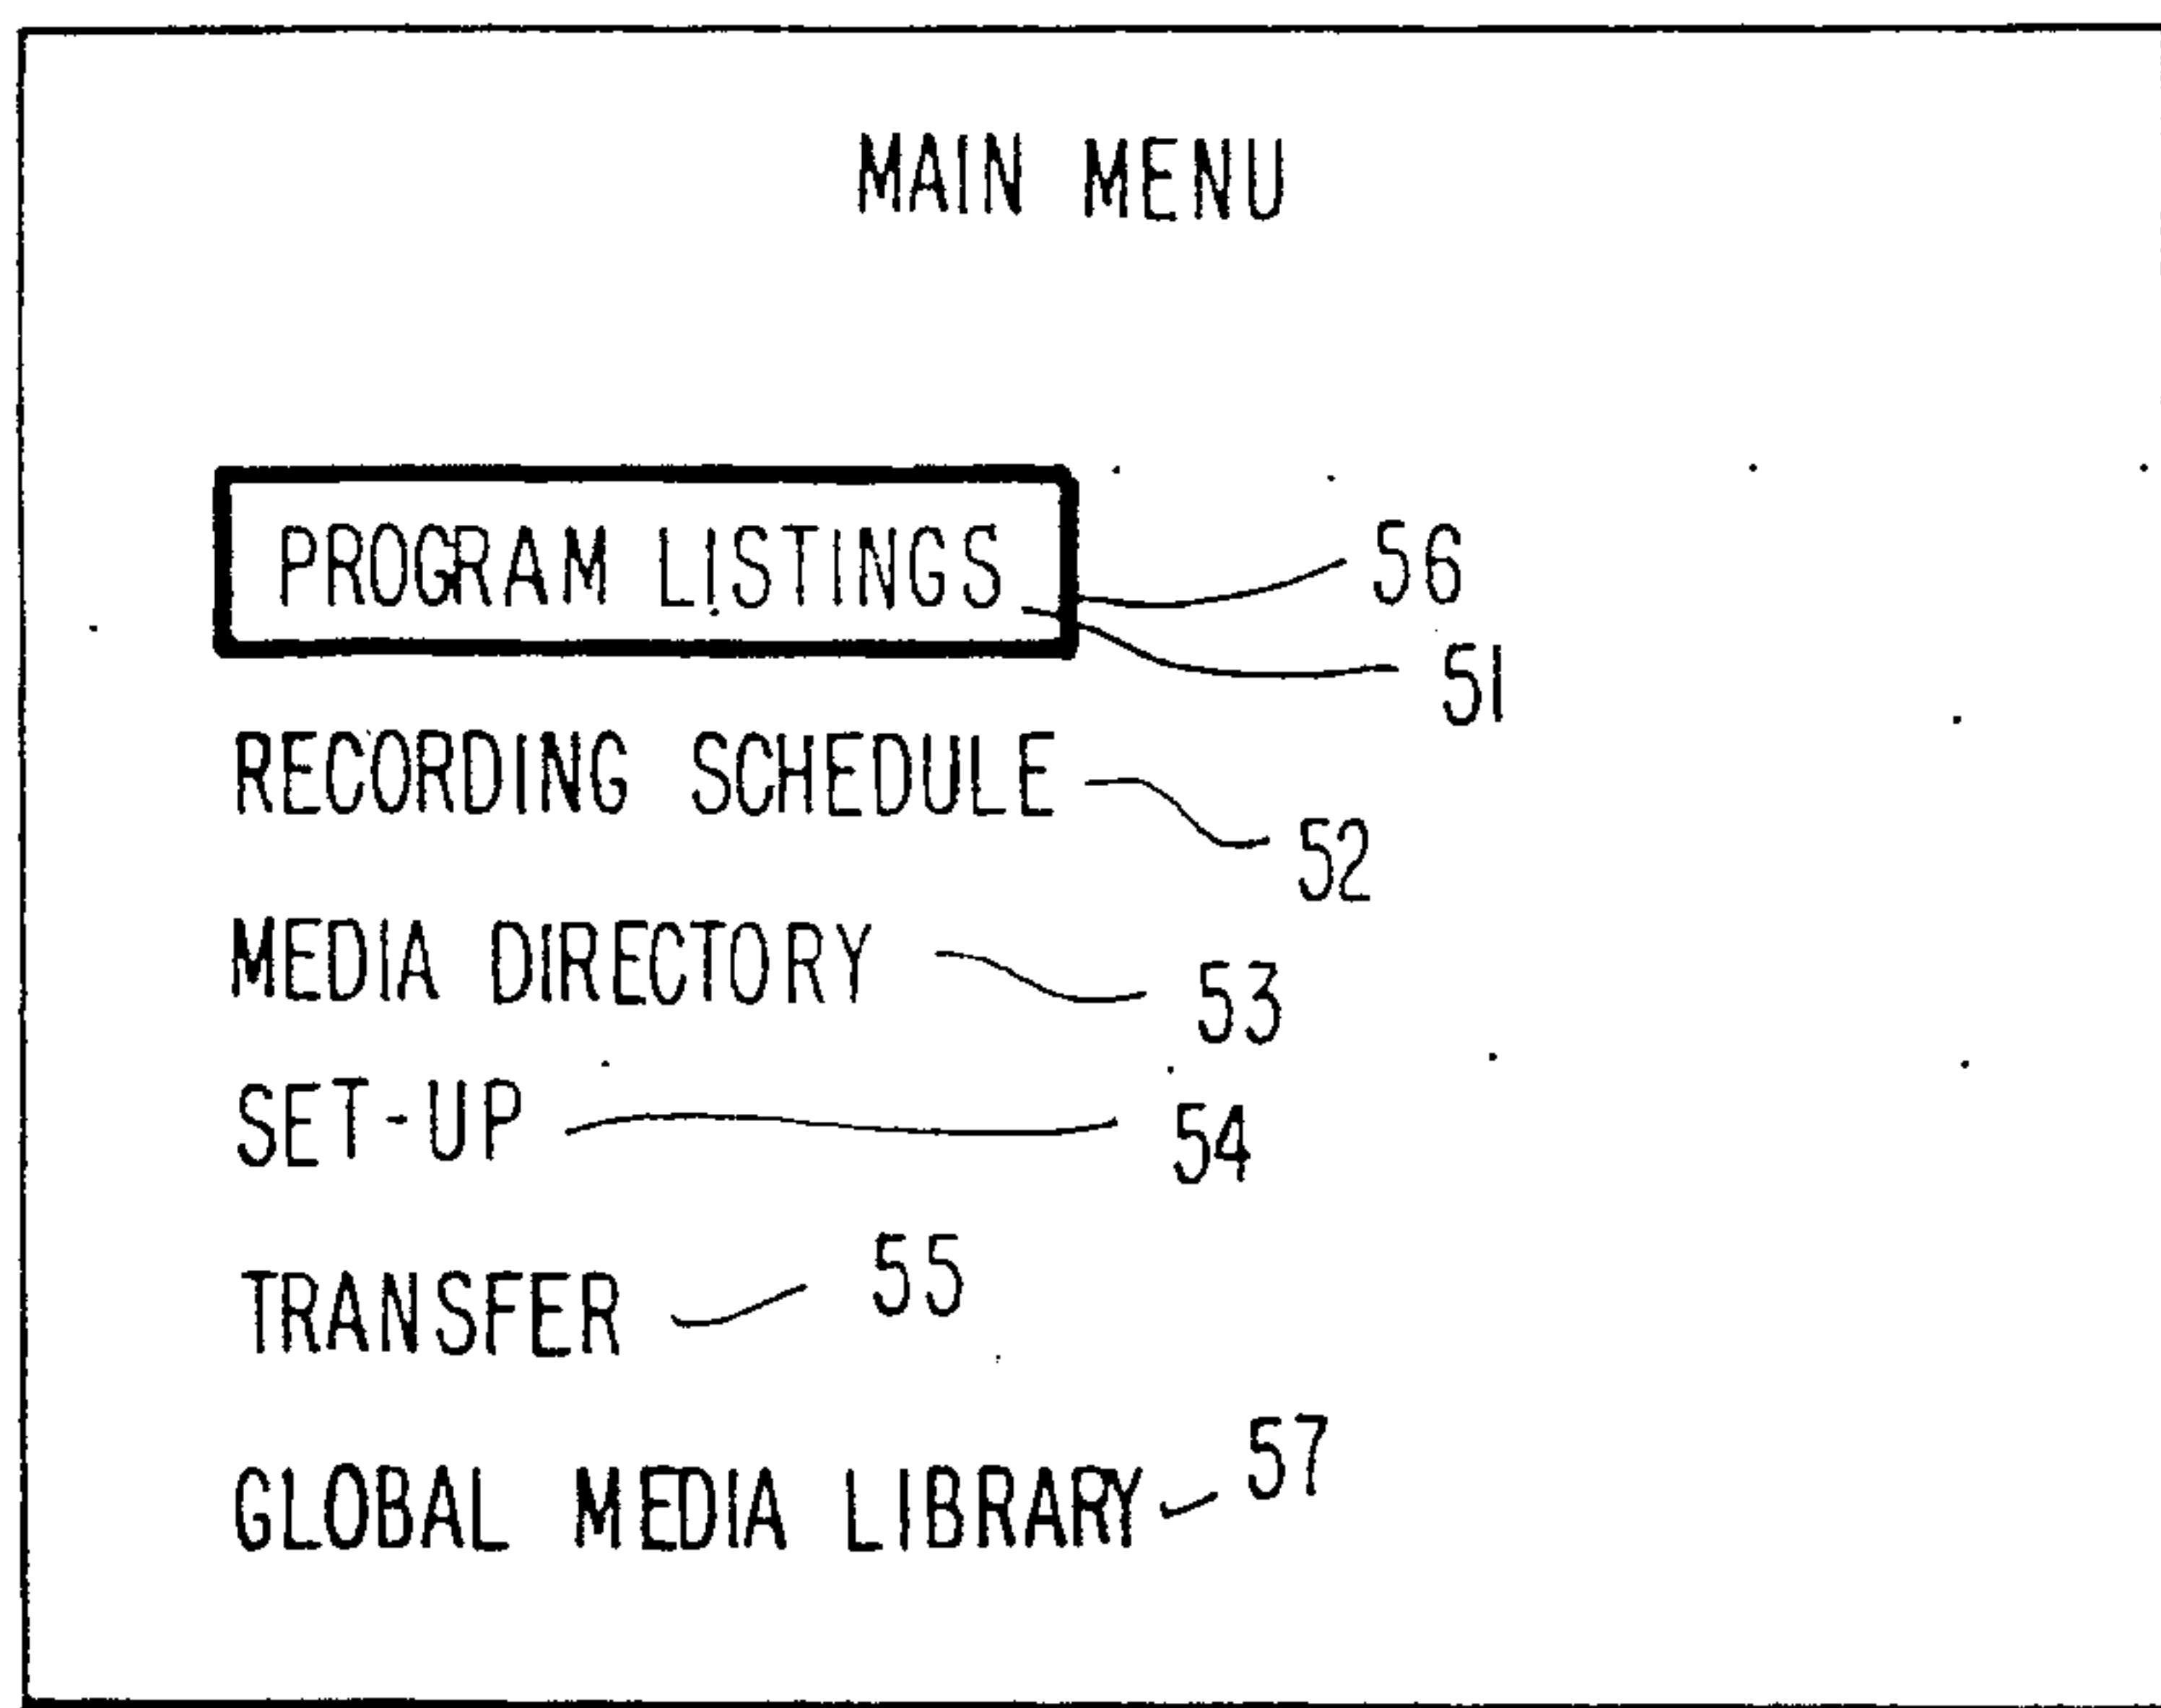 MAIN MENU
PROGRAM LISTINGS 56
51
RECORDING SCHEDULE
52
MEDIA DIRECTORY
53
SET-UP
54
TRANSFER 55
GLOBAL MEDIA LIBRARY 57